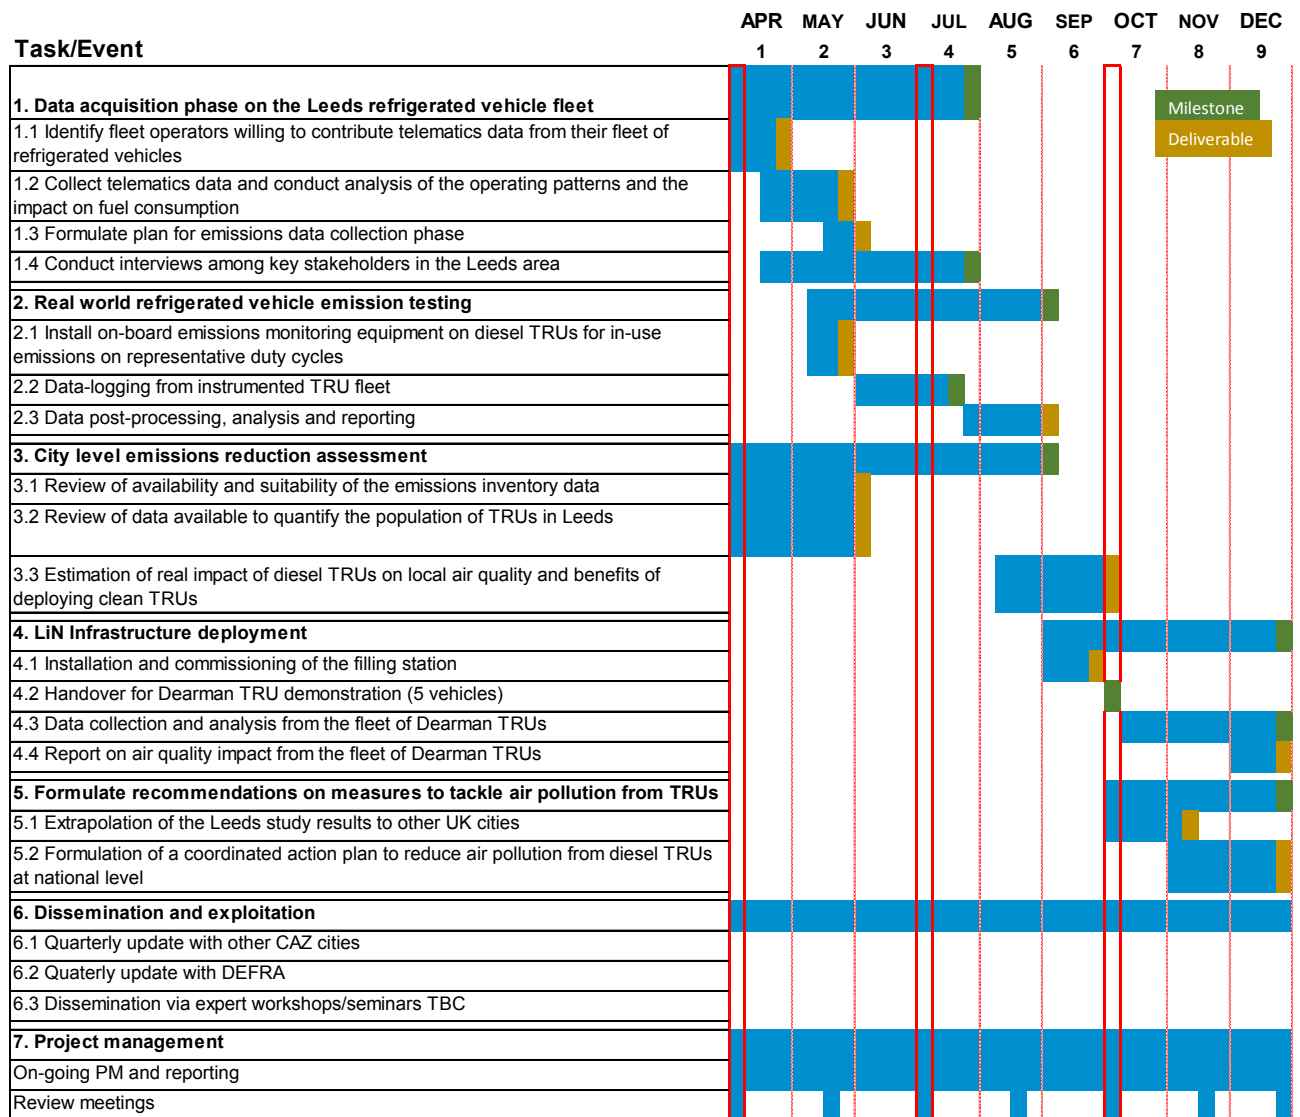 APR MAY JUN JUL AUG SEP OCT NOV DEC
Task/Event 1 2 3 4 5 6 7 8 9
1. Data acquisition phase on the Leeds refrigerated vehicle fleet
Milestone
1.1 Identify fleet operators willing to contribute telematics data from their fleet of
Deliverable
refrigerated vehicles
1.2 Collect telematics data and conduct analysis of the operating patterns and the
impact on fuel consumption
1.3 Formulate plan for emissions data collection phase
1.4 Conduct interviews among key stakeholders in the Leeds area
2. Real world refrigerated vehicle emission testing
2.1 Install on-board emissions monitoring equipment on diesel TRUs for in-use
emissions on representative duty cycles
2.2 Data-logging from instrumented TRU fleet
2.3 Data post-processing, analysis and reporting
3. City level emissions reduction assessment
3.1 Review of availability and suitability of the emissions inventory data
3.2 Review of data available to quantify the population of TRUs in Leeds
3.3 Estimation of real impact of diesel TRUs on local air quality and benefits of
deploying clean TRUs
4. LiN Infrastructure deployment
4.1 Installation and commissioning of the filling station
4.2 Handover for Dearman TRU demonstration (5 vehicles)
4.3 Data collection and analysis from the fleet of Dearman TRUs
4.4 Report on air quality impact from the fleet of Dearman TRUs
5. Formulate recommendations on measures to tackle air pollution from TRUs
5.1 Extrapolation of the Leeds study results to other UK cities
5.2 Formulation of a coordinated action plan to reduce air pollution from diesel TRUs
at national level
6. Dissemination and exploitation
6.1 Quarterly update with other CAZ cities
6.2 Quaterly update with DEFRA
6.3 Dissemination via expert workshops/seminars TBC
7. Project management
On-going PM and reporting
Review meetings